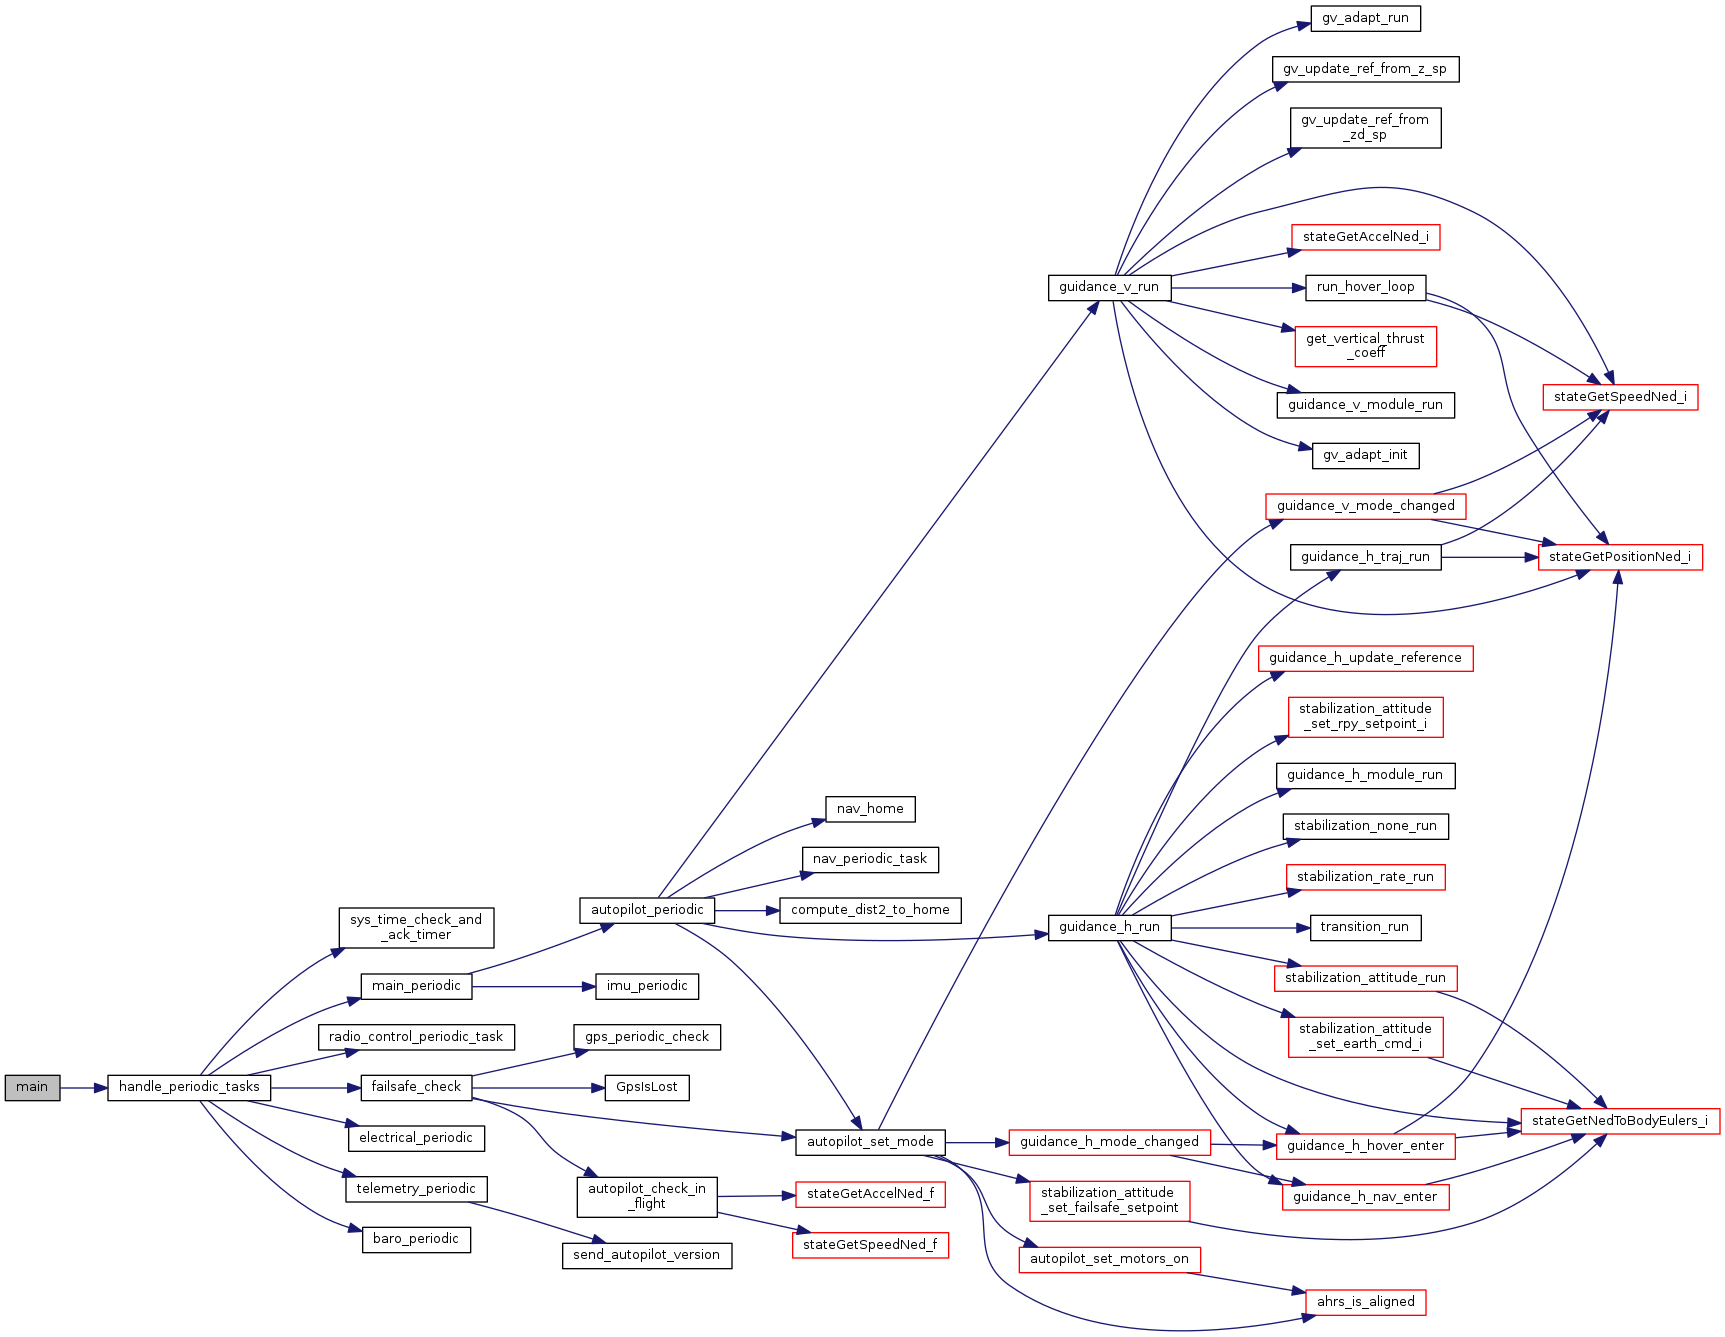 gv_adapt_run
gv_update_ref_from_z_sp
gv_update_ref_from
_zd_sp
stateGetAccelNed_i
guidance_v_run
run_hover_loop
get_vertical_thrust
_coeff
stateGetSpeedNed_i
guidance_v_module_run
gv_adapt_init
guidance_v_mode_changed
guidance_h_traj_run
stateGetPositionNed_i
guidance_h_update_reference
stabilization_attitude
_set_rpy_setpoint_i
guidance_h_module_run
nav_home
stabilization_none_run
nav_periodic_task
stabilization_rate_run
autopilot_periodic
compute_dist2_to_home
sys_time_check_and
_ack_timer
guidance_h_run
transition_run
stabilization_attitude_run
main_periodic
imu_periodic
radio_control_periodic_task
gps_periodic_check
stabilization_attitude
_set_earth_cmd_i
main
handle_periodic_tasks
failsafe_check
GpsIsLost
stateGetNedToBodyEulers_i
electrical_periodic
autopilot_set_mode
guidance_h_mode_changed
guidance_h_hover_enter
telemetry_periodic
autopilot_check_in
_flight
stateGetAccelNed_f
stabilization_attitude
_set_failsafe_setpoint
guidance_h_nav_enter
baro_periodic
send_autopilot_version
stateGetSpeedNed_f
autopilot_set_motors_on
ahrs_is_aligned